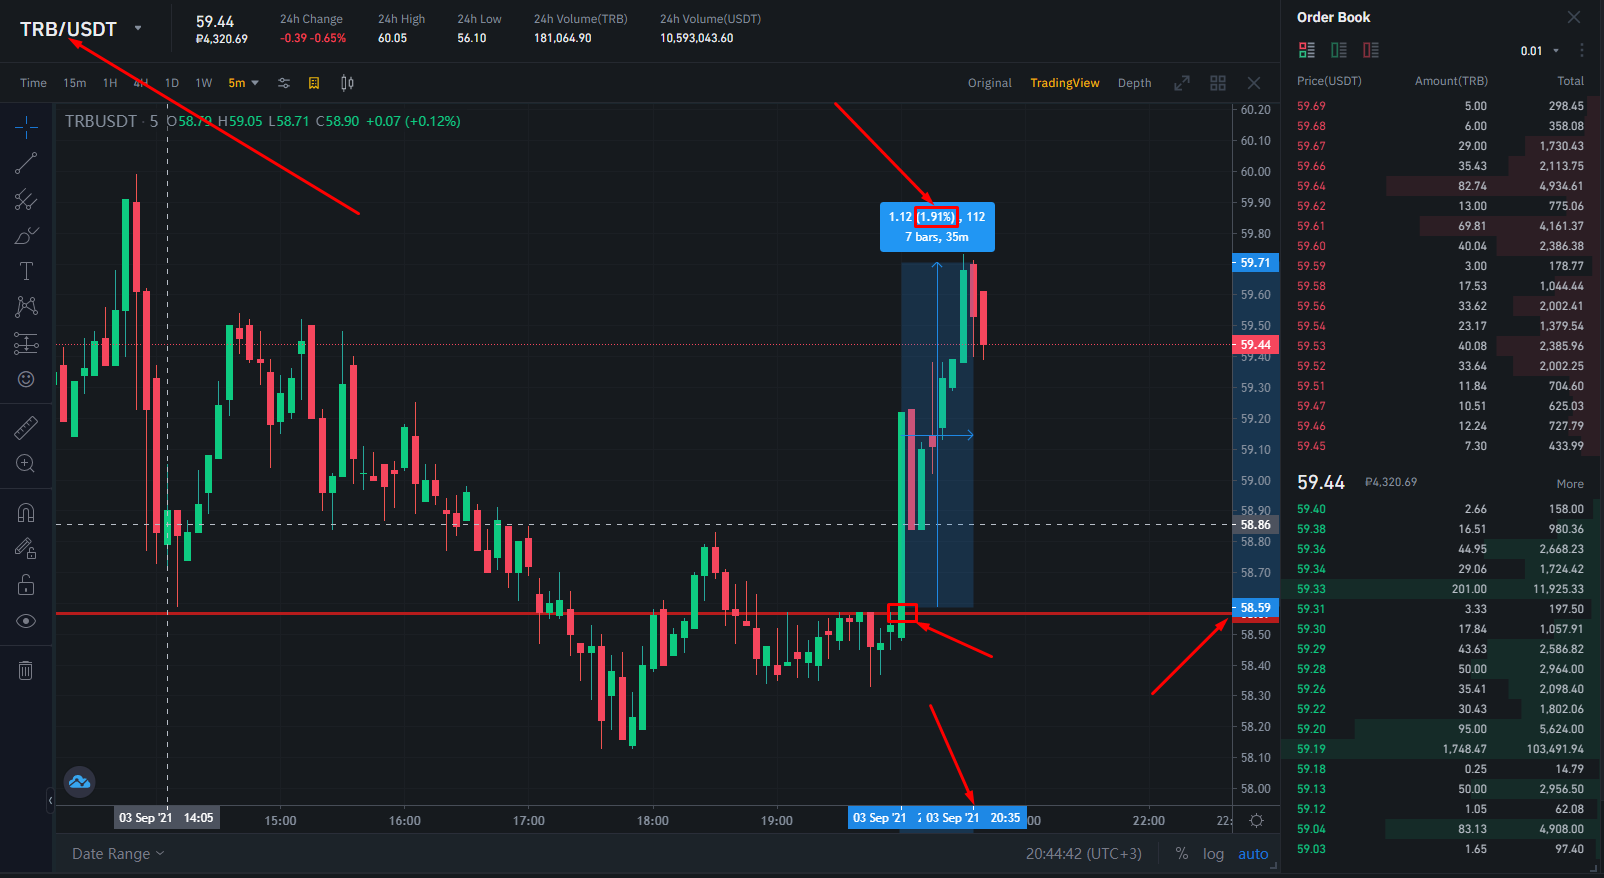 TRB/USDT
59.44
₽4,320.69
24h Change
-0.39 -0.65%
24h High
60.05
24h Low
56.10
24h Volume(TRB)
181,064.90
24h Volume(USDT)
10,593,043.60
Time 15m 1H 4H 1D 1W 5m
Original TradingView Depth
TRBUSDT · 5 O58.79 H59.05 L58.71 C58.90 +0.07 (+0.12%)
1.12 (1.91%) , 112
7 bars, 35m
60.20
60.10
60.00
59.90
59.80
59.71
59.60
59.50
59.44
59.40
59.30
59.20
59.10
59.00
58.90
58.86
58.80
58.70
58.59
58.50
58.40
58.30
58.20
58.10
58.00
03 Sep '21 14:05
15:00
16:00
17:00
18:00
19:00
03 Sep '21
03 Sep '21 20:35
22:00
Date Range
20:44:42 (UTC+3)
% log auto
Order Book
0.01
Price(USDT) Amount(TRB) Total
59.69 5.00 298.45
59.68 6.00 358.08
59.67 29.00 1,730.43
59.66 35.43 2,113.75
59.64 82.74 4,934.61
59.62 13.00 775.06
59.61 69.81 4,161.37
59.60 40.04 2,386.38
59.59 3.00 178.77
59.58 17.53 1,044.44
59.56 33.62 2,002.41
59.54 23.17 1,379.54
59.53 40.08 2,385.96
59.52 33.64 2,002.25
59.51 11.84 704.60
59.47 10.51 625.03
59.46 12.24 727.79
59.45 7.30 433.99
59.44 ₽4,320.69 More
59.40 2.66 158.00
59.38 16.51 980.36
59.36 44.95 2,668.23
59.34 29.06 1,724.42
59.33 201.00 11,925.33
59.31 3.33 197.50
59.30 17.84 1,057.91
59.29 43.63 2,586.82
59.28 50.00 2,964.00
59.26 35.41 2,098.40
59.22 30.43 1,802.06
59.20 95.00 5,624.00
59.19 1,748.47 103,491.94
59.18 0.25 14.79
59.13 50.00 2,956.50
59.12 1.05 62.08
59.04 83.13 4,908.00
59.03 1.65 97.40